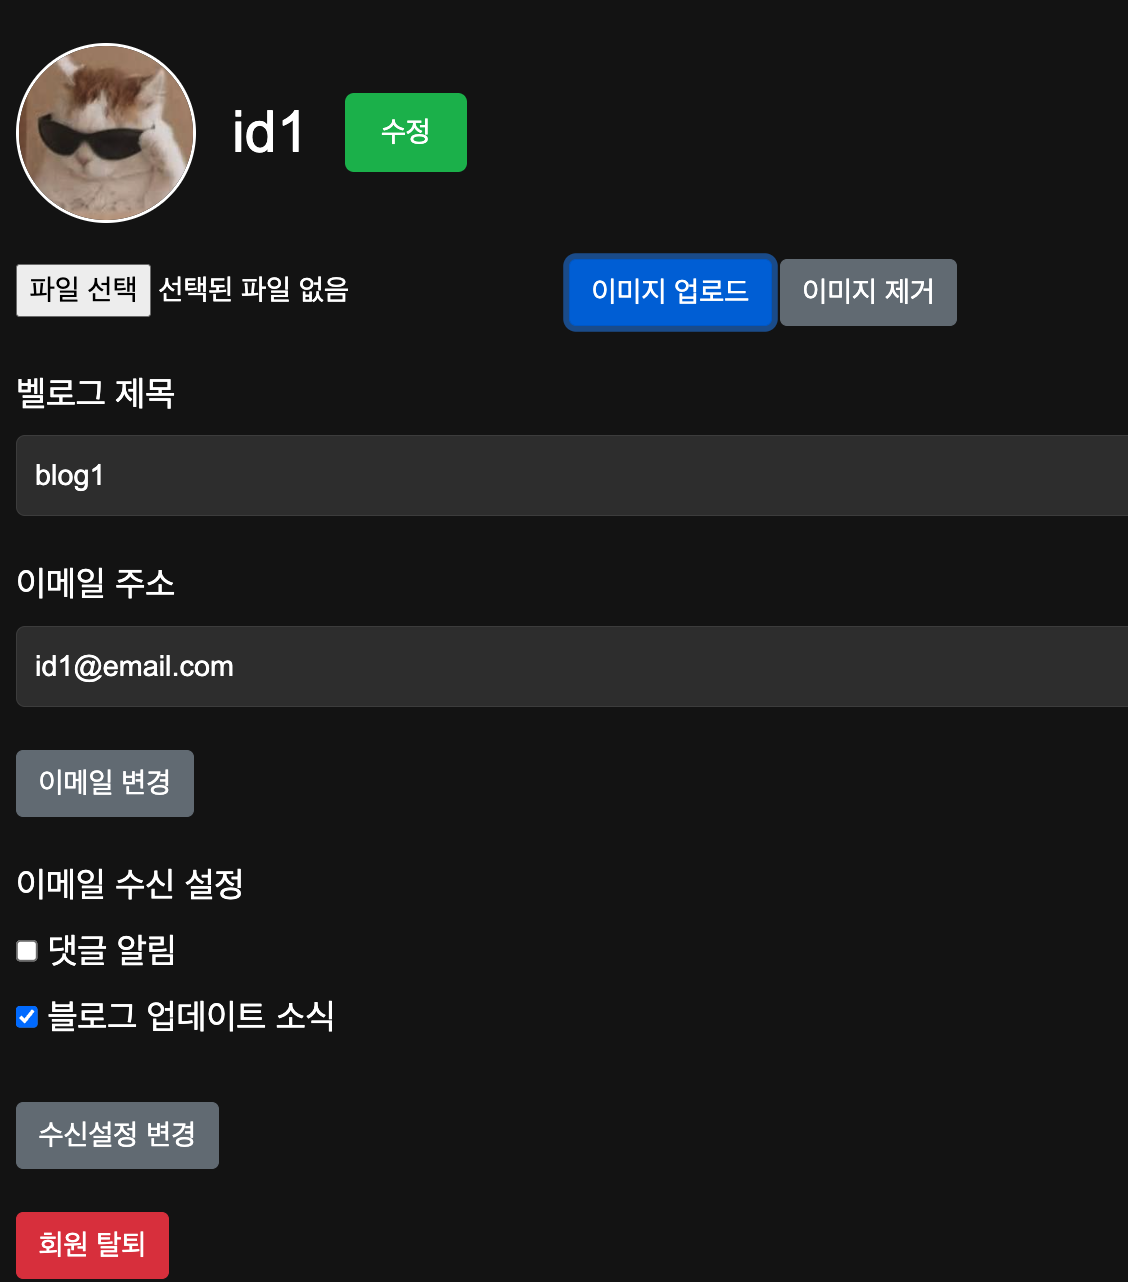 id1 수정
파일 선택 선택된 파일 없음 이미지 업로드 이미지 제거
벨로그 제목
blog1
이메일 주소
id1@email.com
이메일 변경
이메일 수신 설정
댓글 알림
블로그 업데이트 소식
수신설정 변경
회원 탈퇴